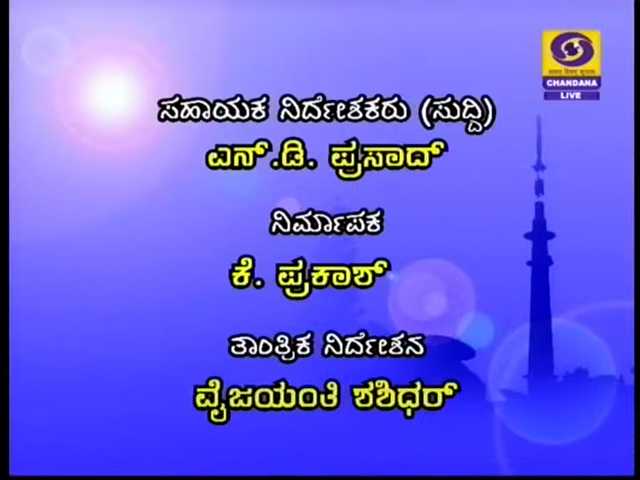 CHANDANA
LIVE
ಸಹಾಯಕ ನಿರ್ದೇಶಕರು (ಸುದ್ದಿ)
ಎನ್.ಡಿ. ಪ್ರಸಾದ್
ನಿರ್ಮಾಪಕ
ಕೆ. ಪ್ರಕಾಶ್
ತಾಂತ್ರಿಕ ನಿರ್ದೇಶನ
ವೈಜಯಂತಿ ಶಶಿಧರ್